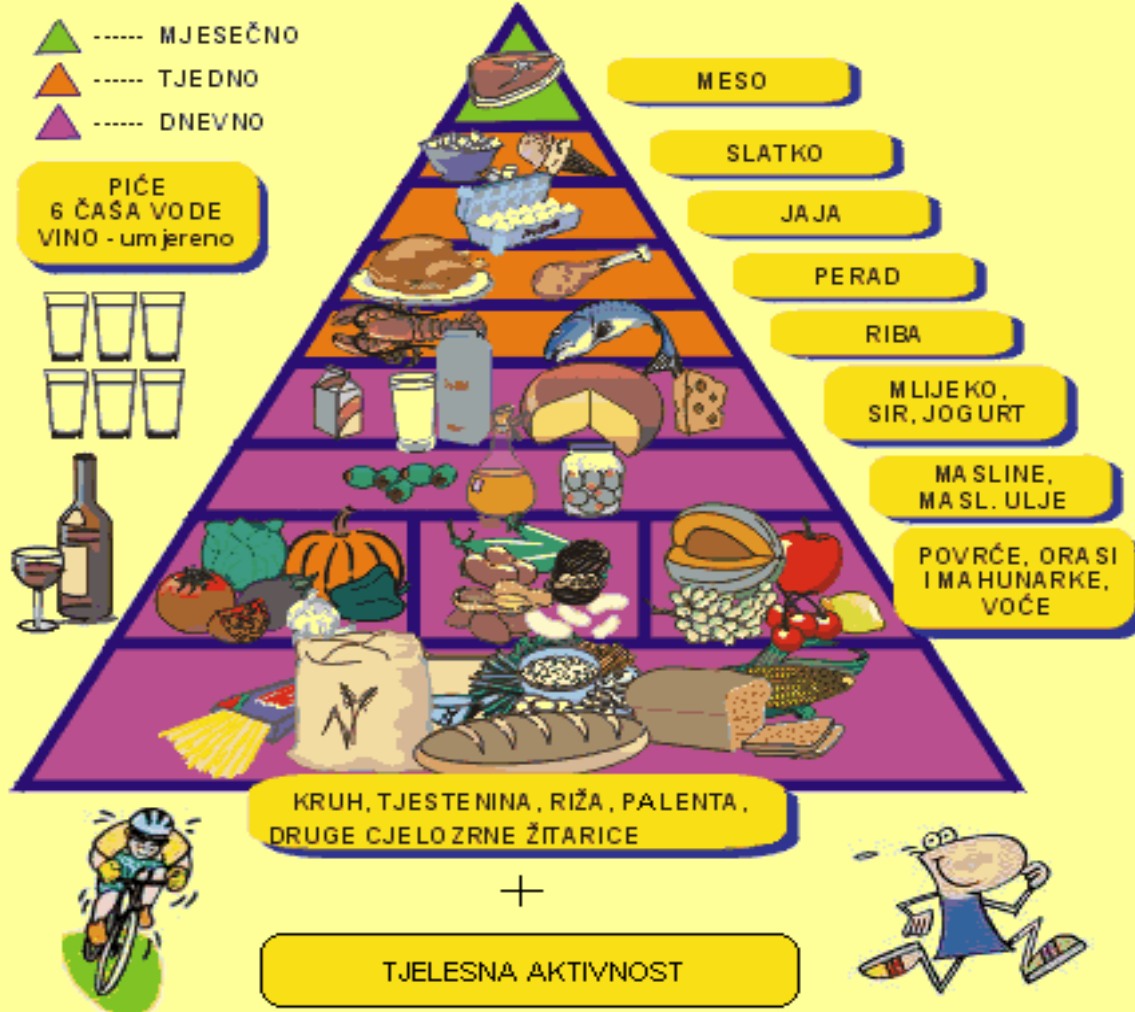 ------ MJESEČNO
------ TJEDNO
------ DNEVNO
PIĆE
6 ČAŠA VODE
VINO - umjereno
MESO
SLATKO
JAJA
PERAD
RIBA
MLIJEKO,
SIR, JOGURT
MASLINE,
MASL. ULJE
POVRĆE, ORASI
I MAHUNARKE,
VOĆE
KRUH, TJESTENINA, RIŽA, PALENTA,
DRUGE CJELOZRNE ŽITARICE
+
TJELESNA AKTIVNOST